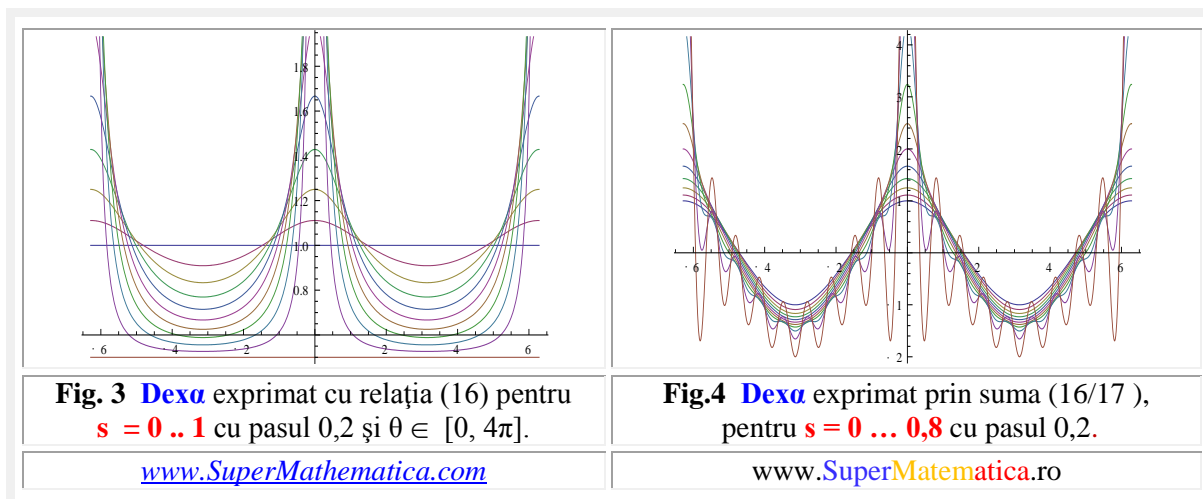 1.8
1.6
1.4
1.2
1.0
0.8
6 4 2 2 4 6
4
3
2
1
6 4 2 2 4 6
1
2
Fig. 3 Dexα exprimat cu relaţia (16) pentru
s = 0 .. 1 cu pasul 0,2 şi θ ∈ [0, 4π].
Fig.4 Dexα exprimat prin suma (16/17 ),
pentru s = 0 … 0,8 cu pasul 0,2.
www.SuperMathematica.com
www.SuperMatematica.ro